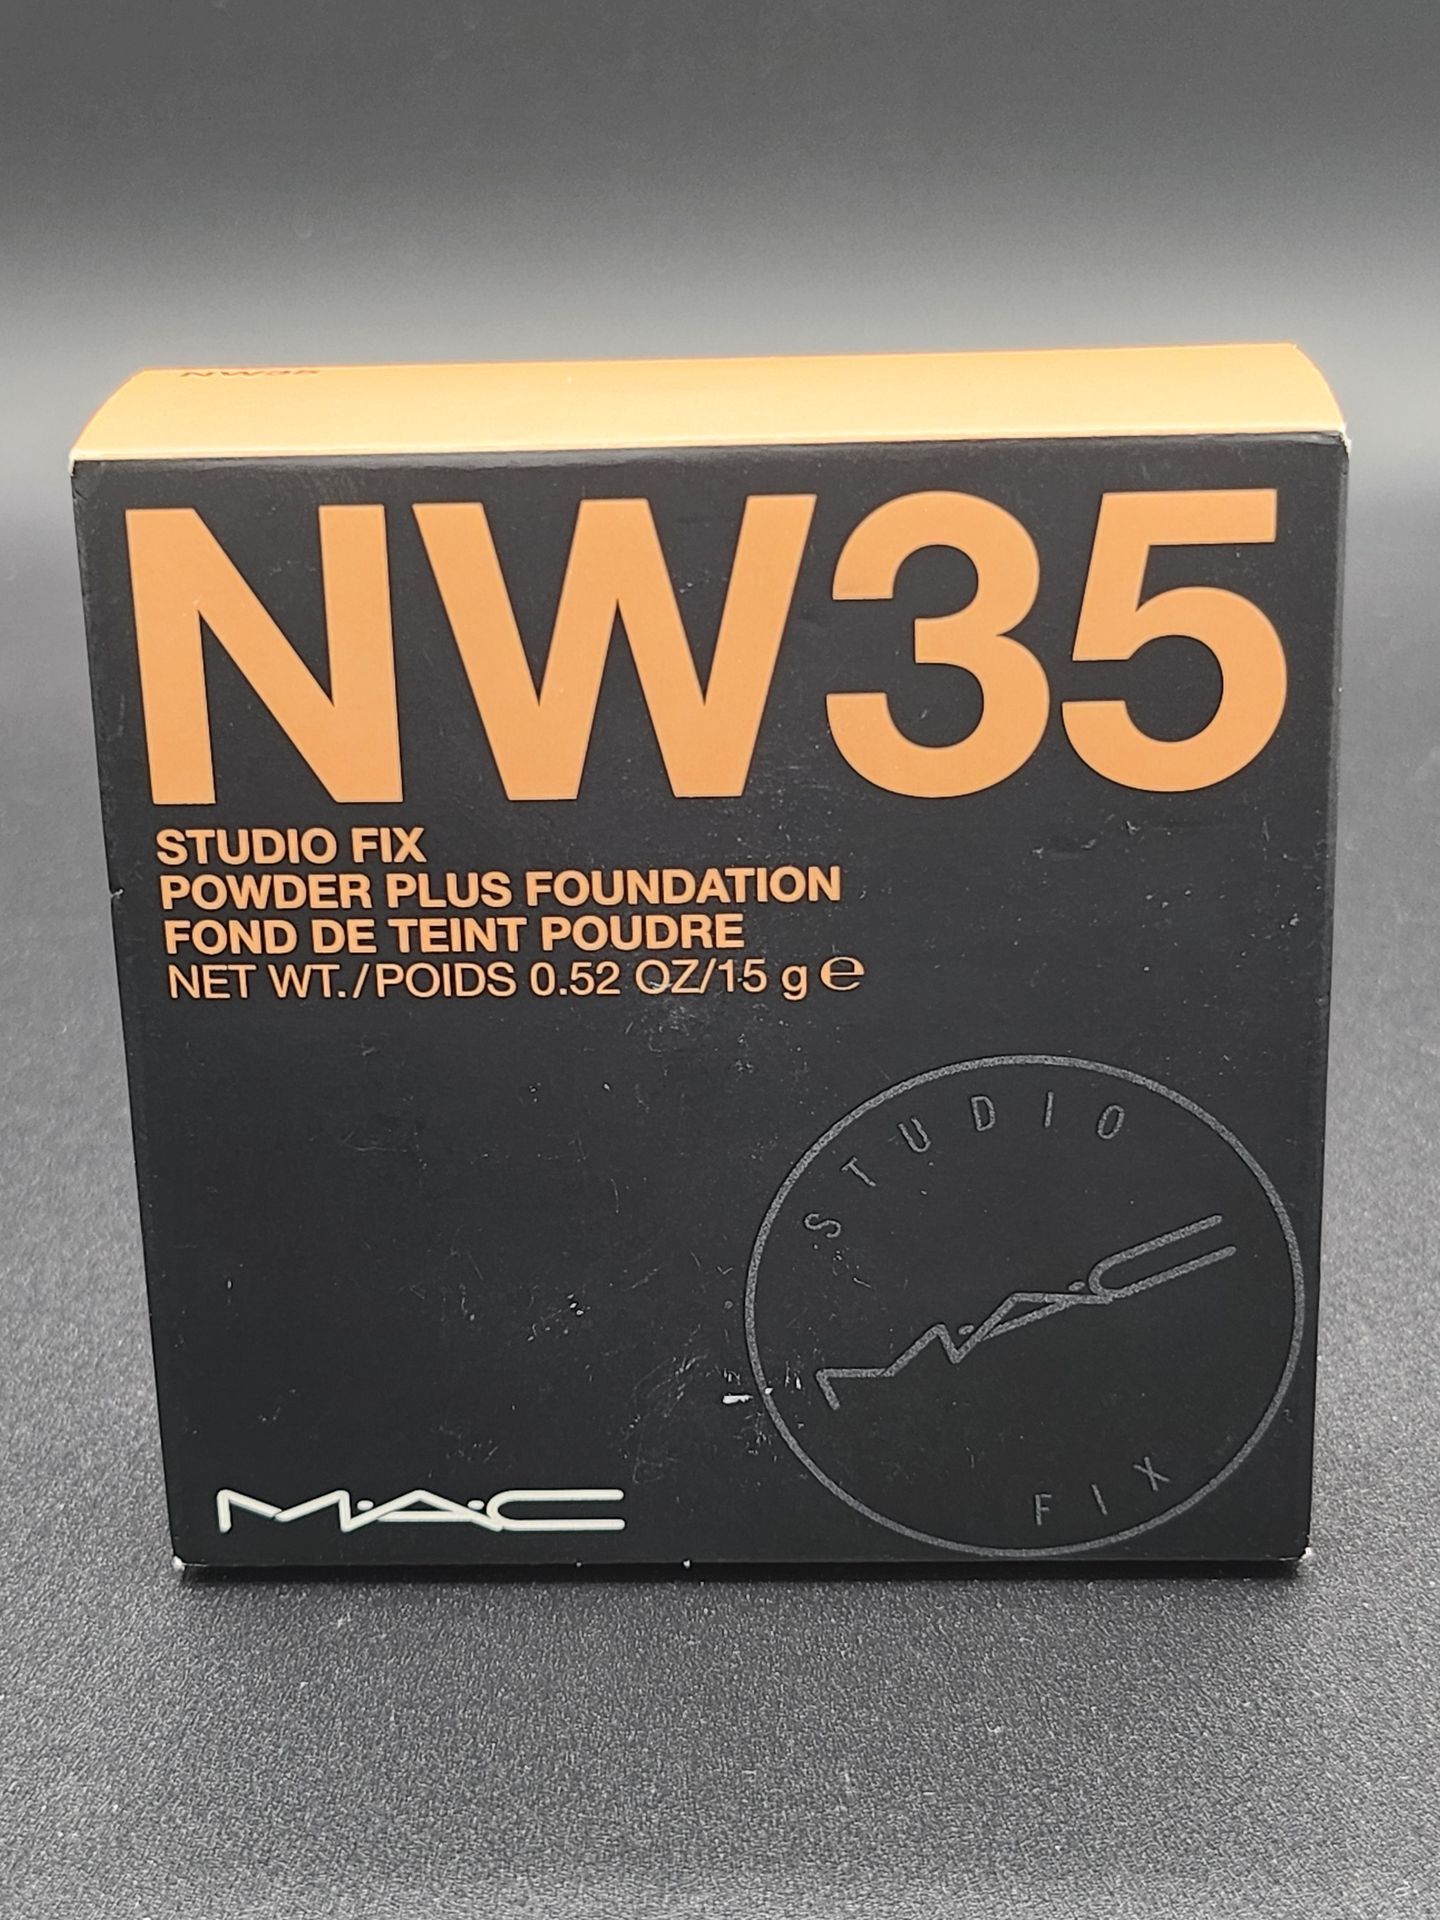 NW35
NW35
STUDIO FIX
POWDER PLUS FOUNDATION
FOND DE TEINT POUDRE
NET WT./POIDS 0.52 OZ/15 g ℮
STUDIO
M·A·C
FIX
M·A·C